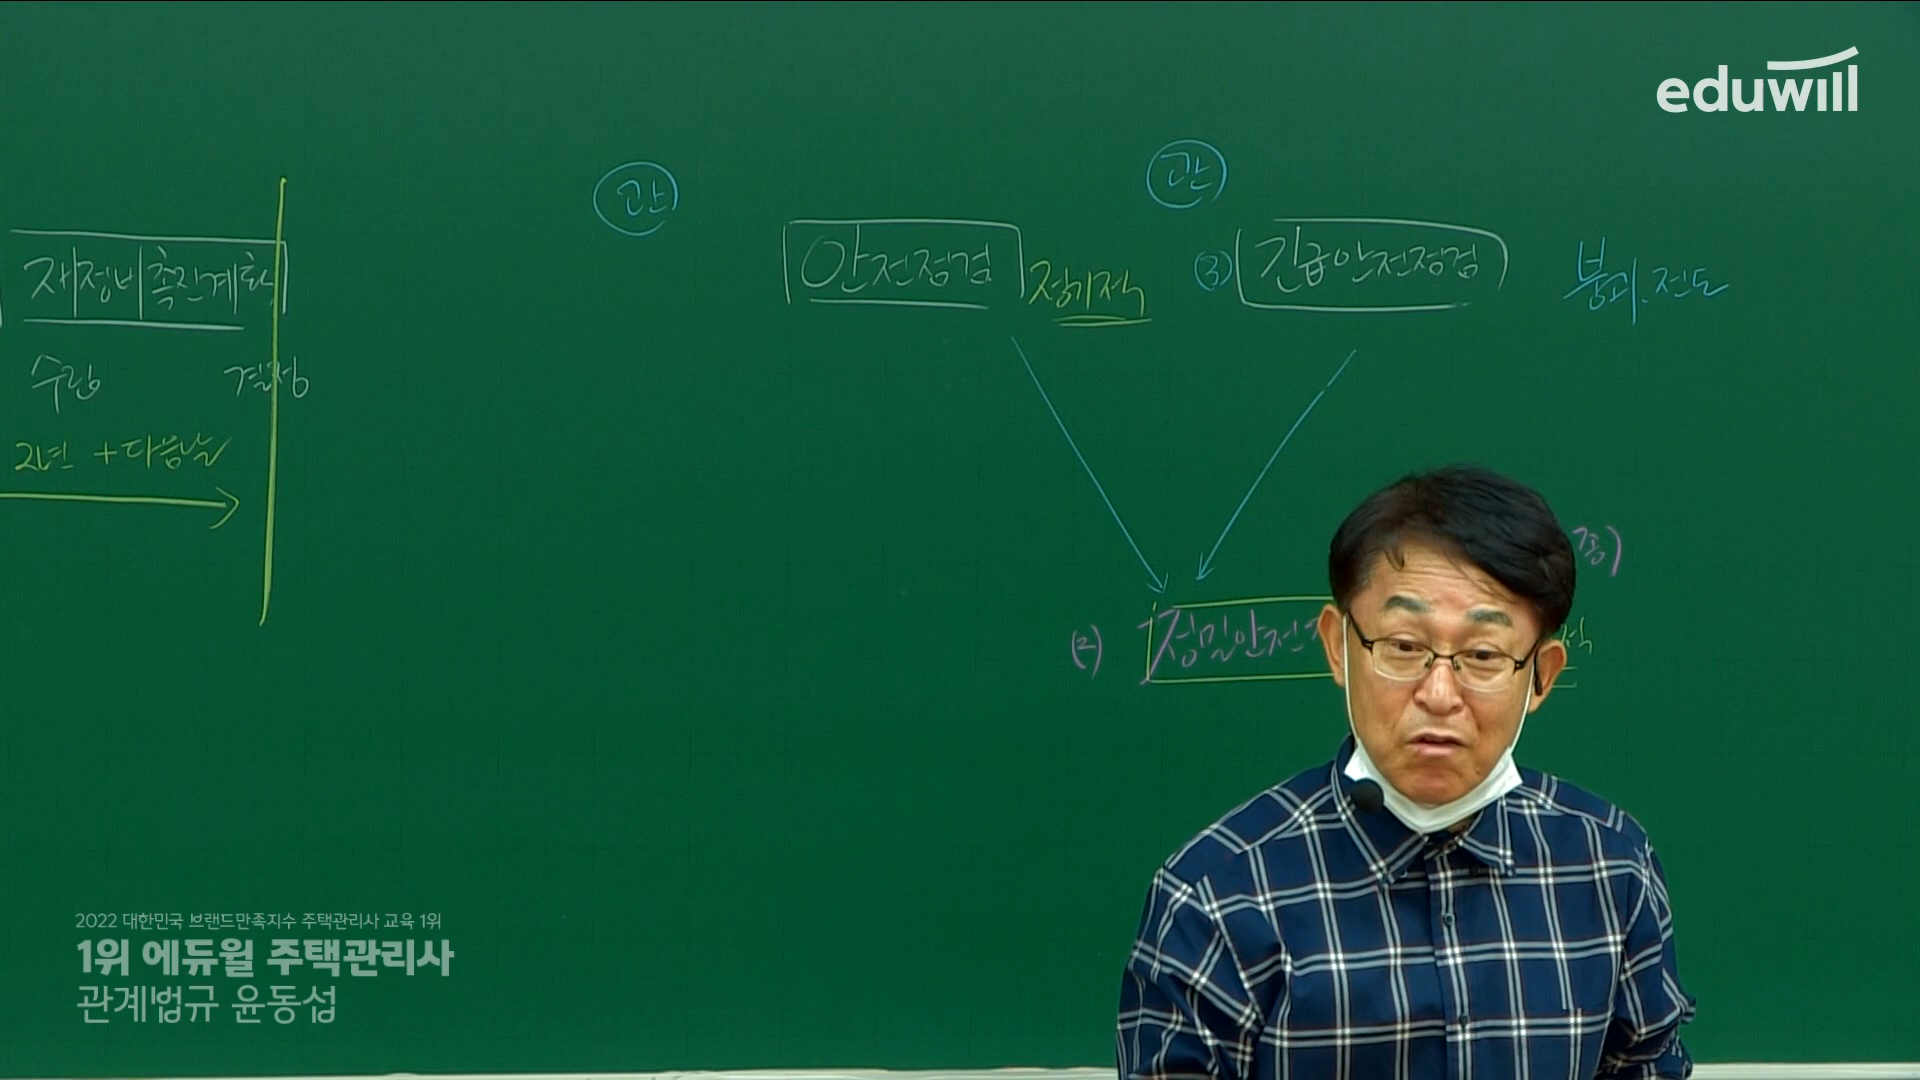 eduwill
관
관
재정비촉진계획
안전점검
정기적
(3)
긴급안전점검
붕괴.전도
수립
결정
2년 + 다음날
종)
(2)
정밀안전
적
2022 대한민국 브랜드만족지수 주택관리사 교육 1위
1위 에듀윌 주택관리사
관계법규 윤동섭